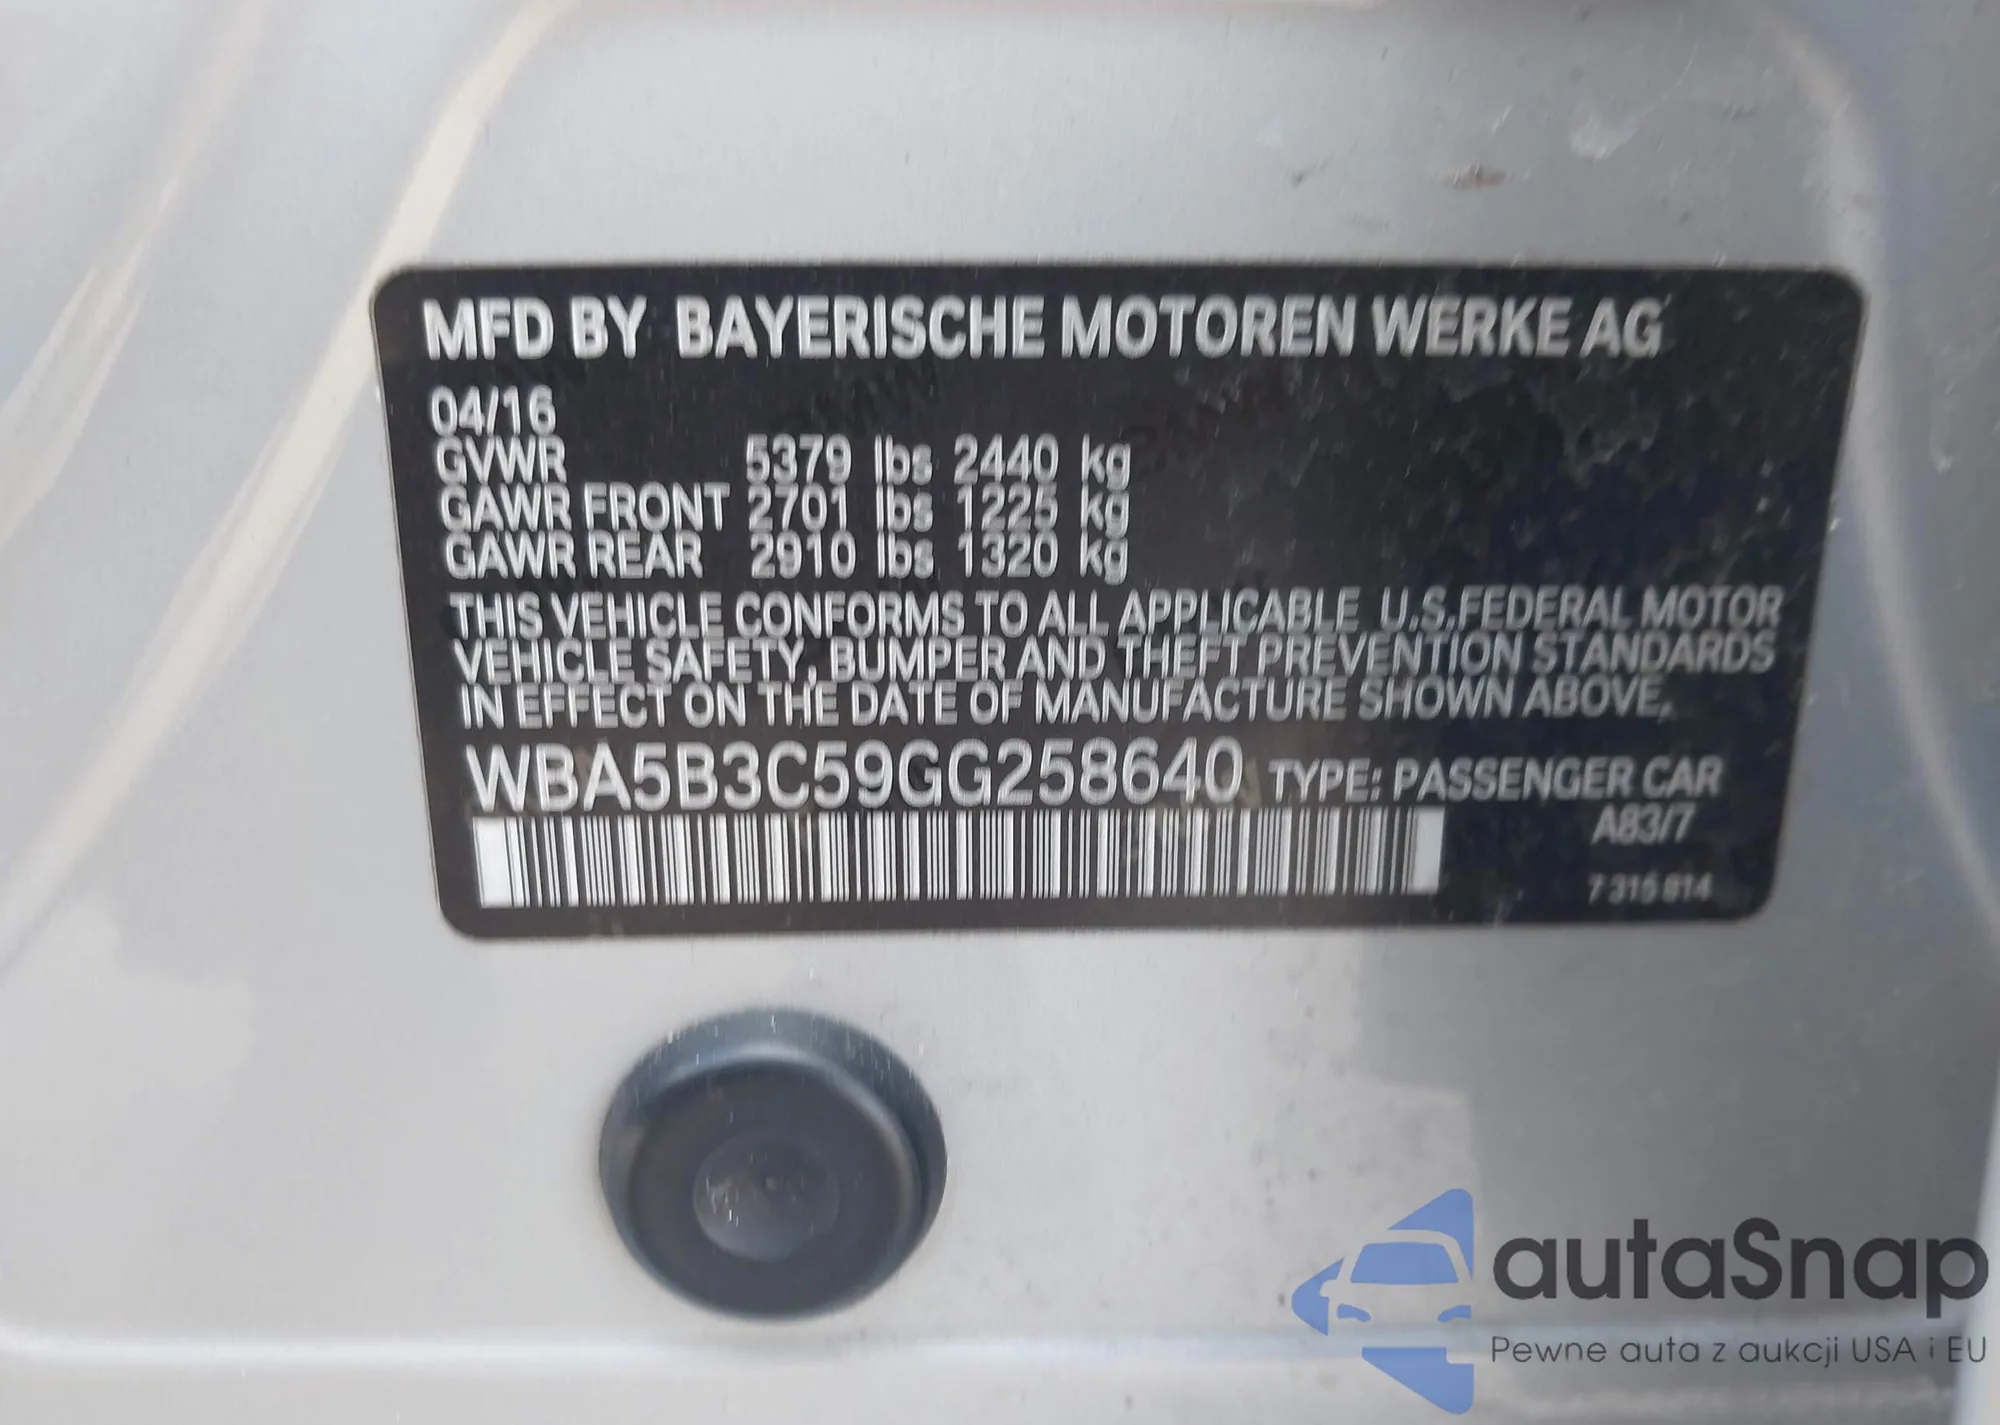 MFD BY BAYERISCHE MOTOREN WERKE AG
04/16
GVWR 5379 lbs 2440 kg
GAWR FRONT 2701 lbs 1225 kg
GAWR REAR 2910 lbs 1320 kg
THIS VEHICLE CONFORMS TO ALL APPLICABLE U.S.FEDERAL MOTOR
VEHICLE SAFETY, BUMPER AND THEFT PREVENTION STANDARDS
IN EFFECT ON THE DATE OF MANUFACTURE SHOWN ABOVE.
WBA5B3C59GG258640 TYPE: PASSENGER CAR
A83/7
7 315 814
autaSnap
Pewne auta z aukcji USA i EU